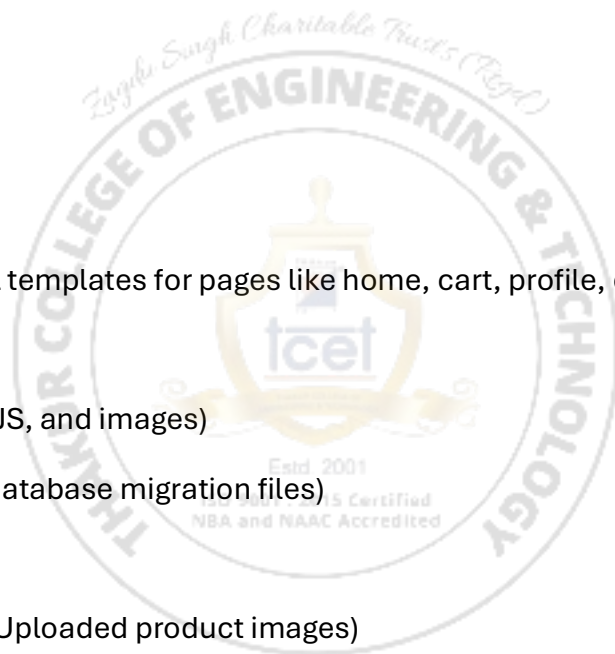 Zagdu Singh Charitable Trust's (Regd.)
THAKUR COLLEGE OF ENGINEERING & TECHNOLOGY
templates for pages like home, cart, profile,
tcet
JS, and images)
Estd. 2001
atabase migration files)
ISO 9001 : 2015 Certified
NBA and NAAC Accredited
Uploaded product images)